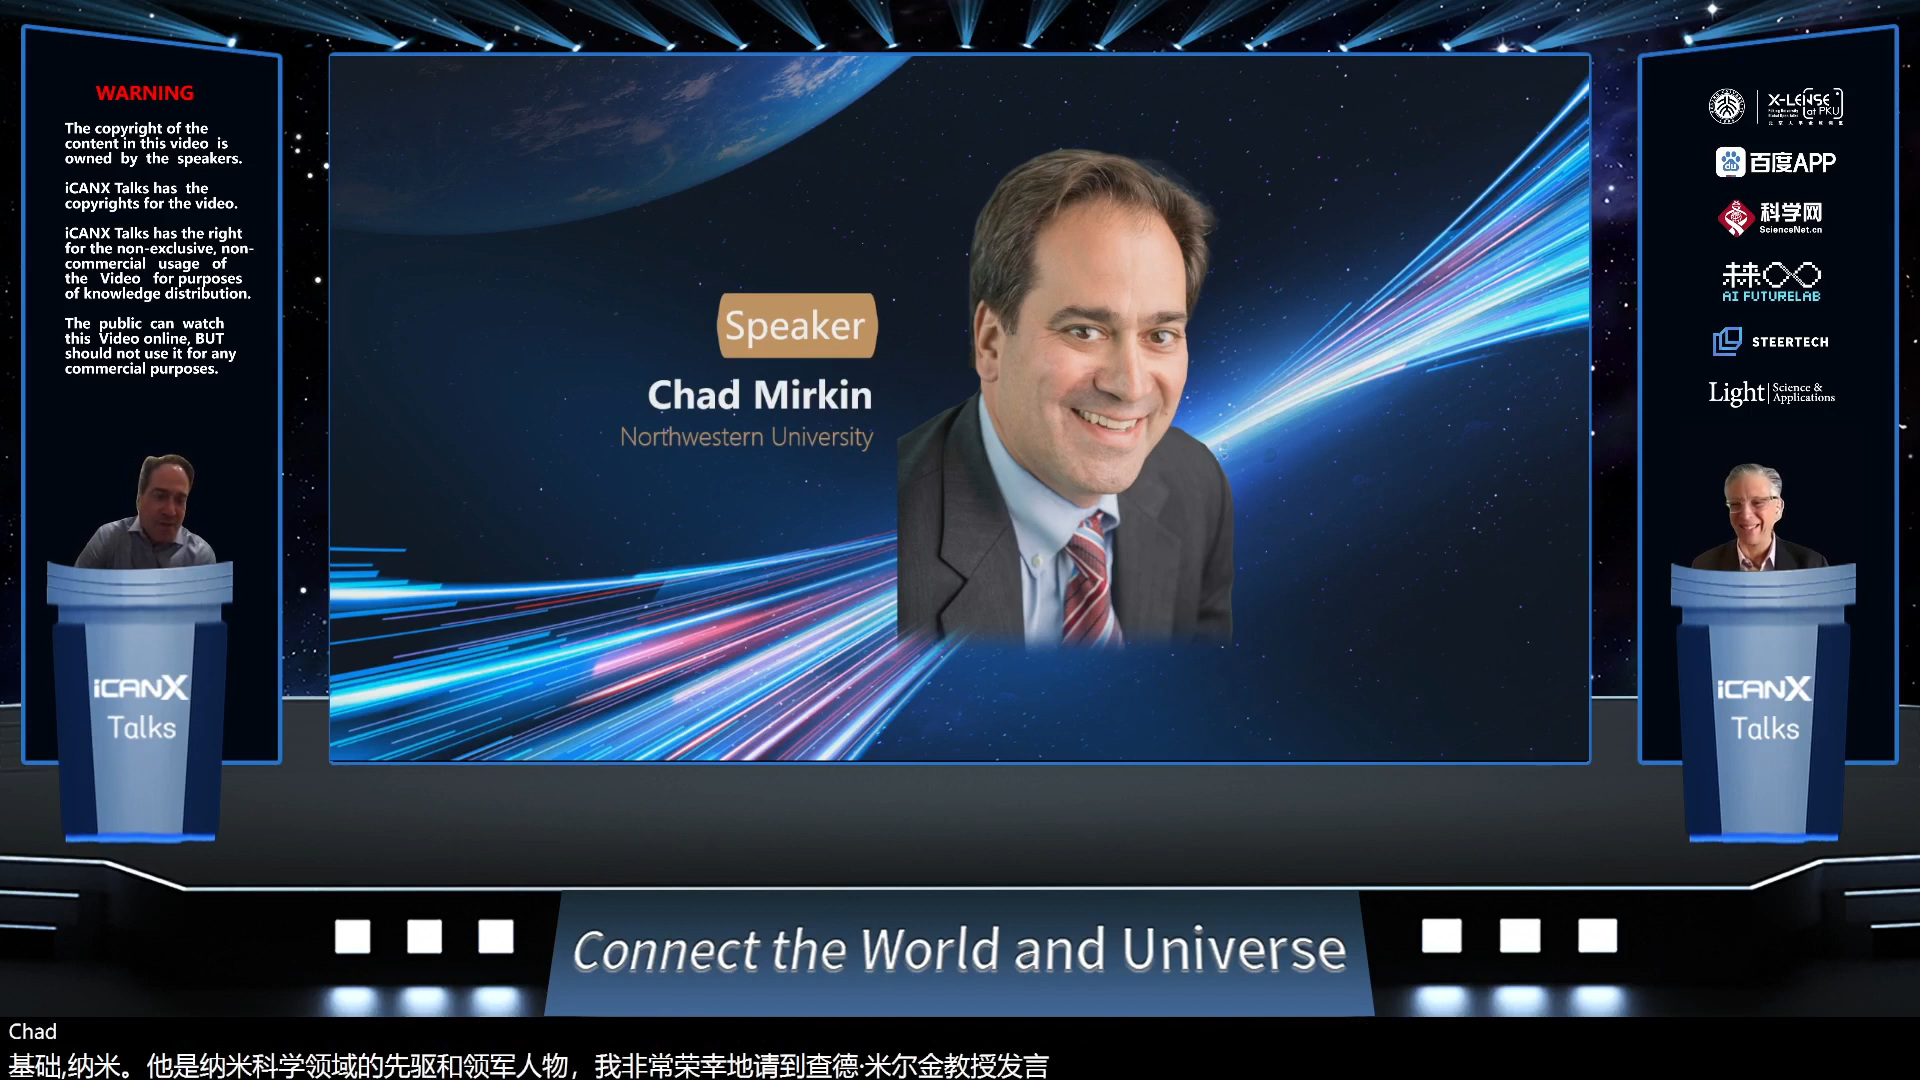 WARNING
The copyright of the
content in this video is
owned by the speakers.
iCANX Talks has the
copyrights for the video.
iCANX Talks has the right
for the non-exclusive, non-
commercial usage of
the Video for purposes
of knowledge distribution.
The public can watch
this Video online, BUT
should not use it for any
commercial purposes.
iCANX
Talks
Speaker
Chad Mirkin
Northwestern University
X-LENSE
at PKU
du
百度APP
科学网
ScienceNet.cn
未来
AI FUTURELAB
STEERTECH
Light Science &
Applications
iCANX
Talks
Connect the World and Universe
Chad
基础,纳米。他是纳米科学领域的先驱和领军人物，我非常荣幸地请到查德·米尔金教授发言